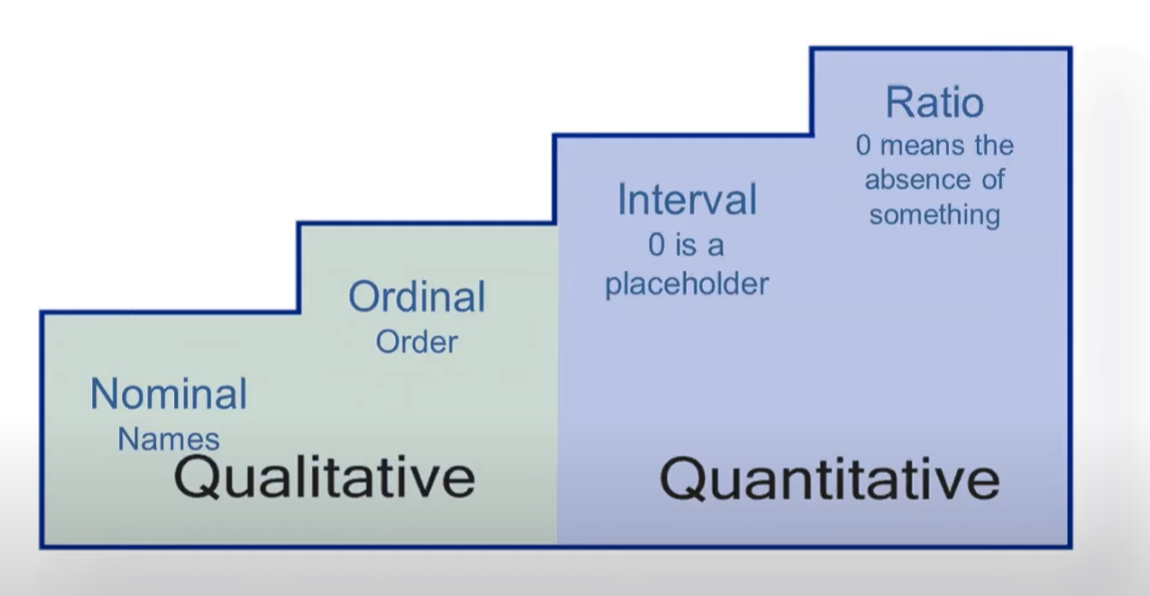 Nominal
Names
Ordinal
Order
Interval
0 is a
placeholder
Ratio
0 means the
absence of
something
Qualitative
Quantitative